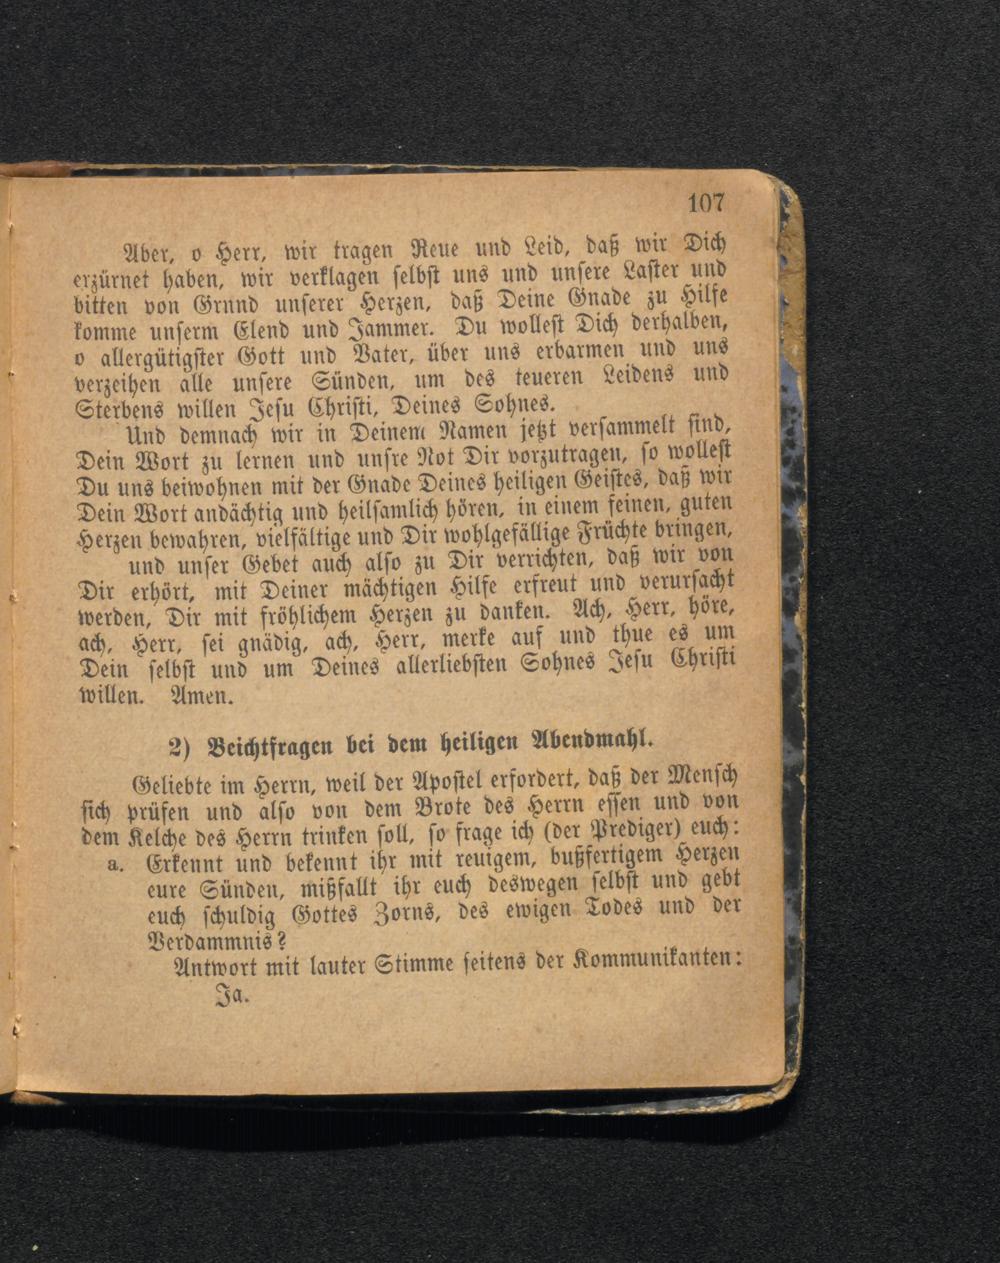 107
Aber, o Herr, wir tragen Reue und Leid, daß wir Dich
erzürnet haben, wir verklagen selbst uns und unsere Laster und
bitten von Grund unserer Herzen, daß Deine Gnade zu Hilfe
komme unserm Elend und Jammer. Du wollest Dich derhalben,
o allergütigster Gott und Vater, über uns erbarmen und uns
verzeihen alle unsere Sünden, um des teueren Leidens und
Sterbens willen Jesu Christi, Deines Sohnes.
Und demnach wir in Deinem Namen jetzt versammelt sind,
Dein Wort zu lernen und unsre Not Dir vorzutragen, so wollest
Du uns beiwohnen mit der Gnade Deines heiligen Geistes, daß wir
Dein Wort andächtig und heilsamlich hören, in einem feinen, guten
Herzen bewahren, vielfältige und Dir wohlgefällige Früchte bringen,
und unser Gebet auch also zu Dir verrichten, daß wir von
Dir erhört, mit Deiner mächtigen Hilfe erfreut und verursacht
werden, Dir mit fröhlichem Herzen zu danken. Ach, Herr, höre,
ach, Herr, sei gnädig, ach, Herr, merke auf und thue es um
Dein selbst und um Deines allerliebsten Sohnes Jesu Christi
willen. Amen.
2) Beichtfragen bei dem heiligen Abendmahl.
Geliebte im Herrn, weil der Apostel erfordert, daß der Mensch
sich prüfen und also von dem Brote des Herrn essen und von
dem Kelche des Herrn trinken soll, so frage ich (der Prediger) euch:
a. Erkennt und bekennt ihr mit reuigem, bußfertigem Herzen
eure Sünden, mißfallt ihr euch deswegen selbst und gebt
euch schuldig Gottes Zorns, des ewigen Todes und der
Verdammnis?
Antwort mit lauter Stimme seitens der Kommunikanten:
Ja.